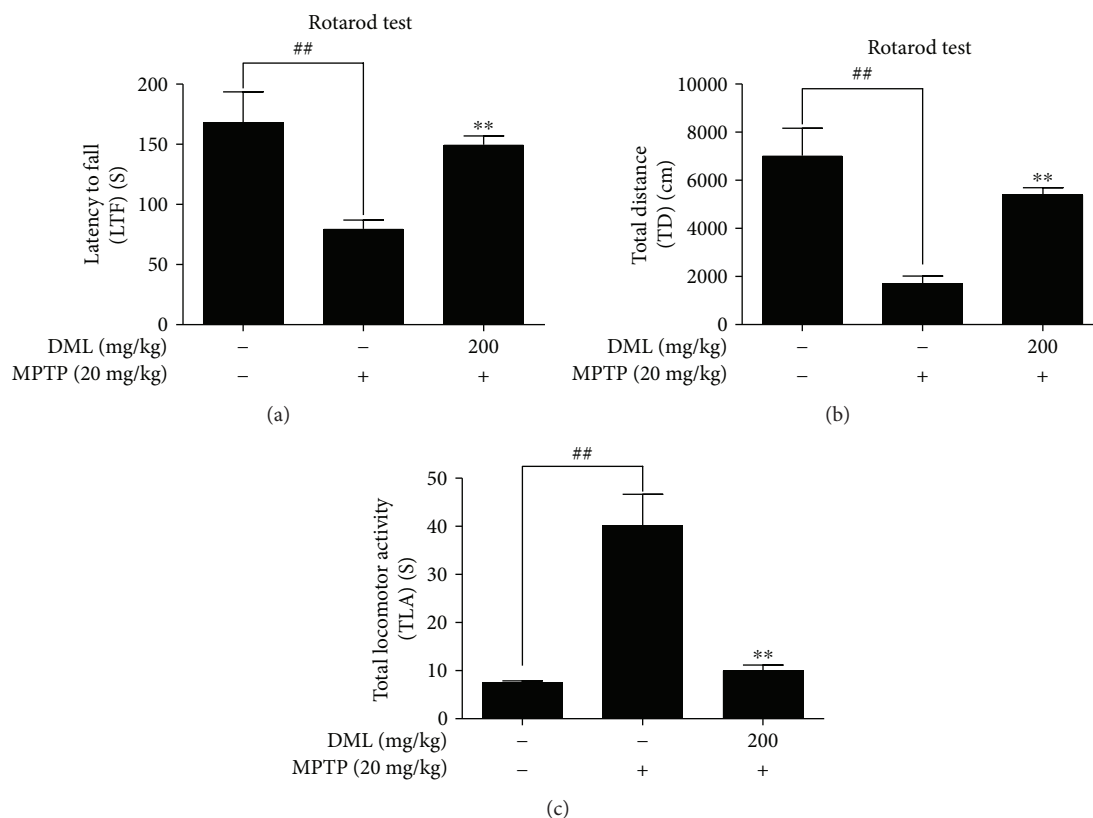 Rotarod test
##
200
150
100
50
0
Latency to fall
(LTF) (S)
**
DML (mg/kg) – – 200
MPTP (20 mg/kg) – + +
(a)
Rotarod test
##
10000
8000
6000
4000
2000
0
Total distance
(TD) (cm)
**
DML (mg/kg) – – 200
MPTP (20 mg/kg) – + +
(b)
##
50
40
30
20
10
0
Total locomotor activity
(TLA) (S)
**
DML (mg/kg) – – 200
MPTP (20 mg/kg) – + +
(c)